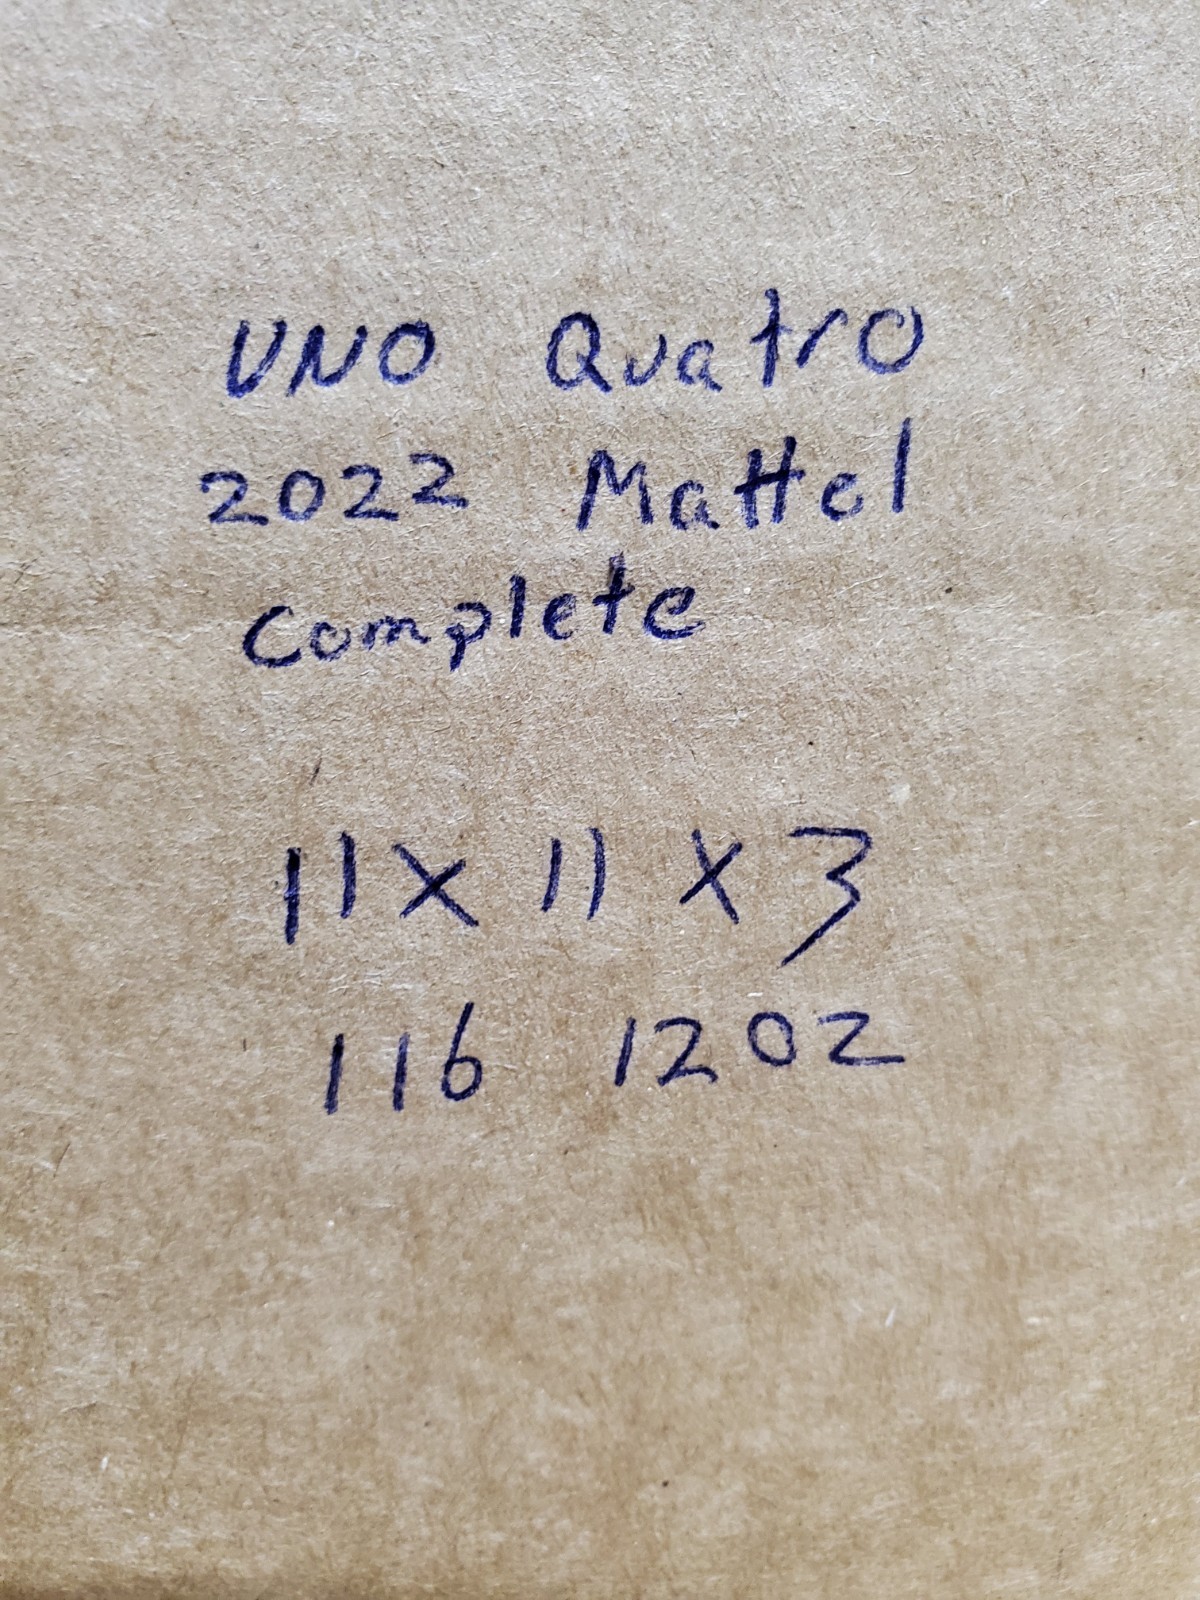 UNO Quatro
2022 Mattel
Complete
11 x 11 x 3
1 lb 12 oz